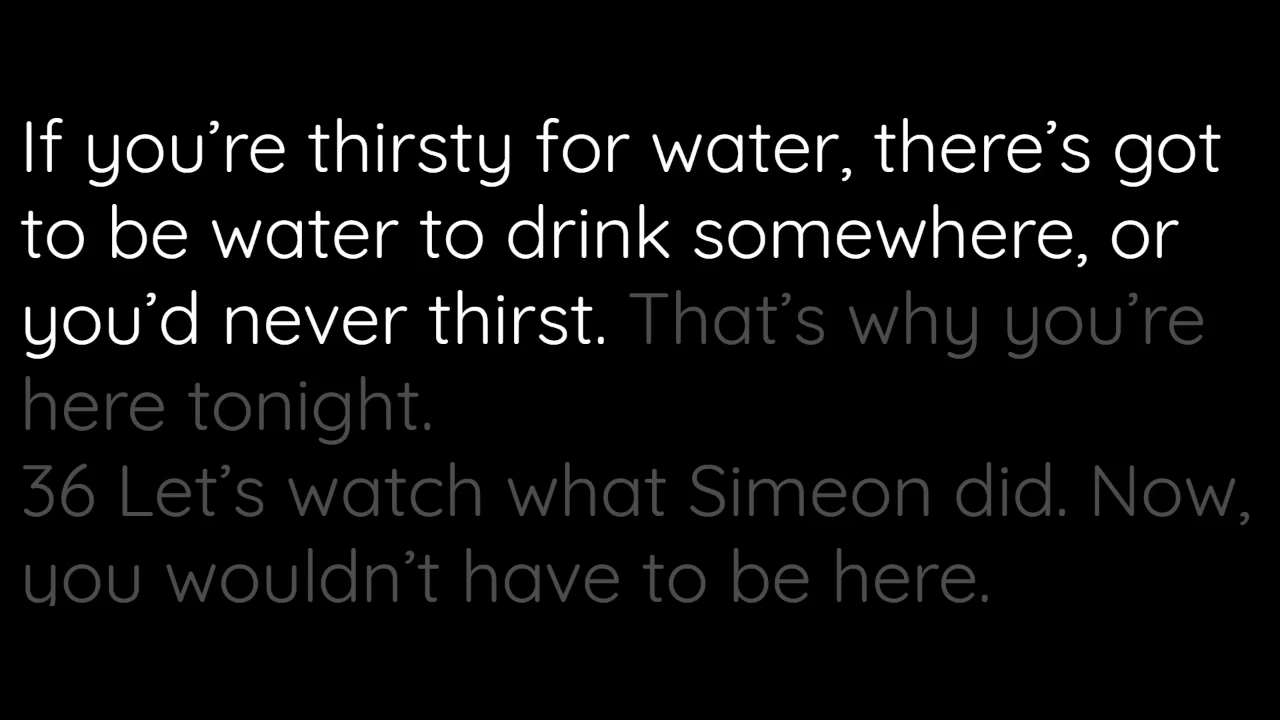 If you’re thirsty for water, there’s got
to be water to drink somewhere, or
you’d never thirst. That’s why you’re
here tonight.
36 Let’s watch what Simeon did. Now,
you wouldn’t have to be here.